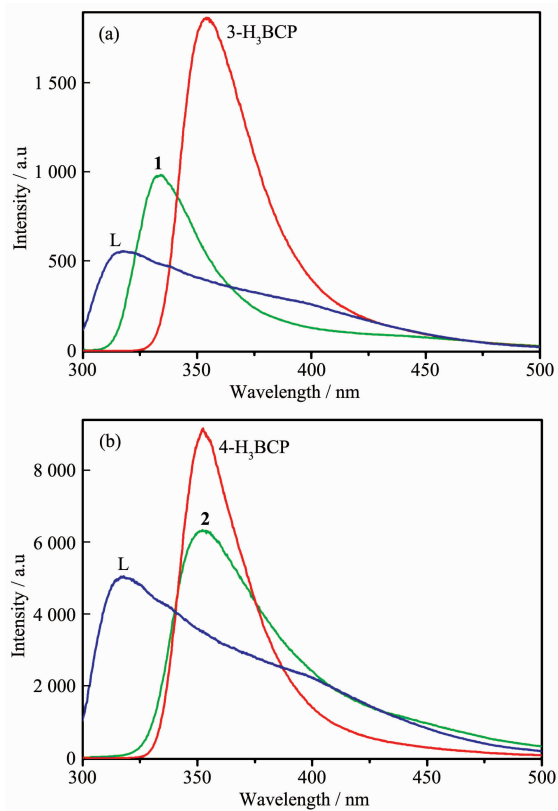 (a)
3-H₃BCP
1 500
1
1 000
L
500
0
Intensity / a.u
300 350 400 450 500
Wavelength / nm
(b)
4-H₃BCP
8 000
2
6 000
L
4 000
2 000
0
Intensity / a.u
300 350 400 450 500
Wavelength / nm